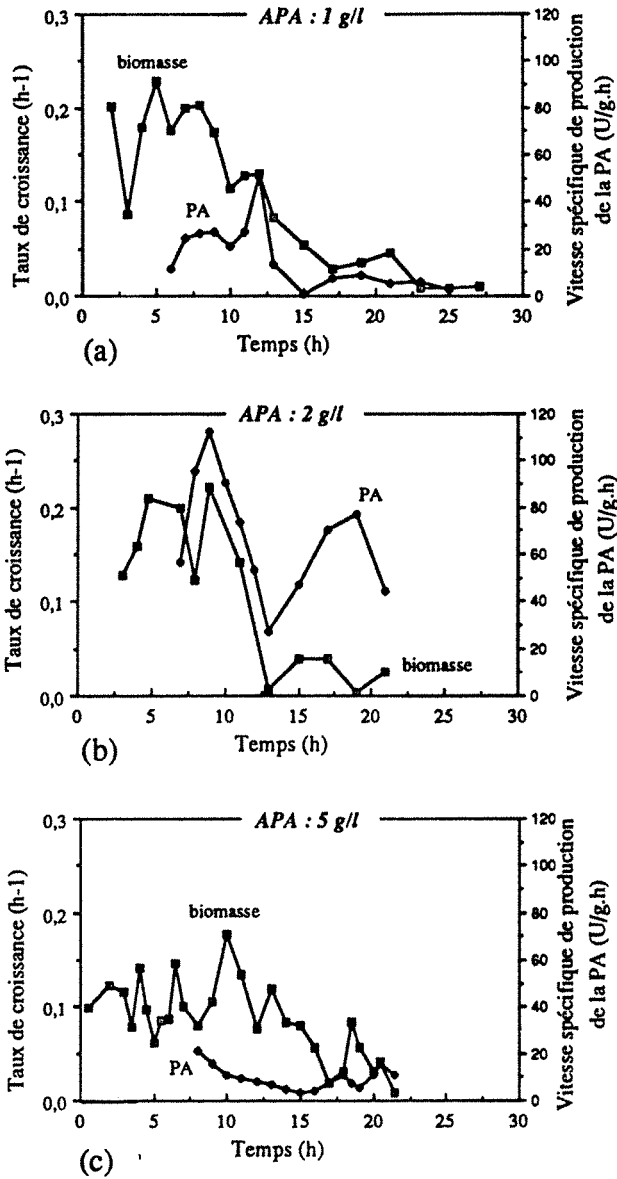 APA : 1 g/l
0,3
0,2
0,1
0,0
Taux de croissance (h-1)
biomasse
PA
120
100
80
60
40
20
0
Vitesse spécifique de production
de la PA (U/g.h)
0 5 10 15 20 25 30
Temps (h)
(a)
APA : 2 g/l
0,3
0,2
0,1
0,0
Taux de croissance (h-1)
PA
biomasse
120
100
80
60
40
20
0
Vitesse spécifique de production
de la PA (U/g.h)
0 5 10 15 20 25 30
Temps (h)
(b)
APA : 5 g/l
0,3
0,2
0,1
0,0
Taux de croissance (h-1)
biomasse
PA
120
100
80
60
40
20
0
Vitesse spécifique de production
de la PA (U/g.h)
0 5 10 15 20 25 30
Temps (h)
(c)